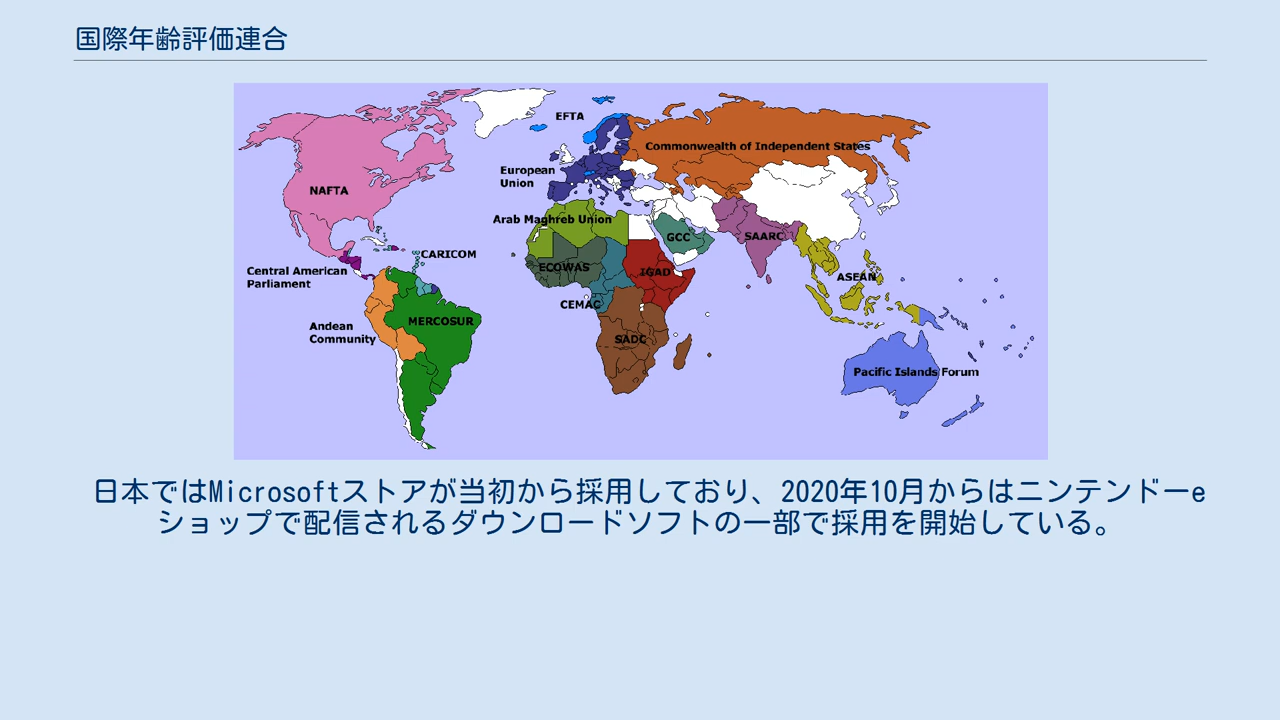 国際年齢評価連合
EFTA
Commonwealth of Independent States
European
Union
NAFTA
Arab Maghreb Union
GCC
SAARC
CARICOM
ECOWAS
IGAD
Central American
Parliament
ASEAN
CEMAC
MERCOSUR
Andean
Community
SADC
Pacific Islands Forum
日本ではMicrosoftストアが当初から採用しており、2020年10月からはニンテンドーe
ショップで配信されるダウンロードソフトの一部で採用を開始している。